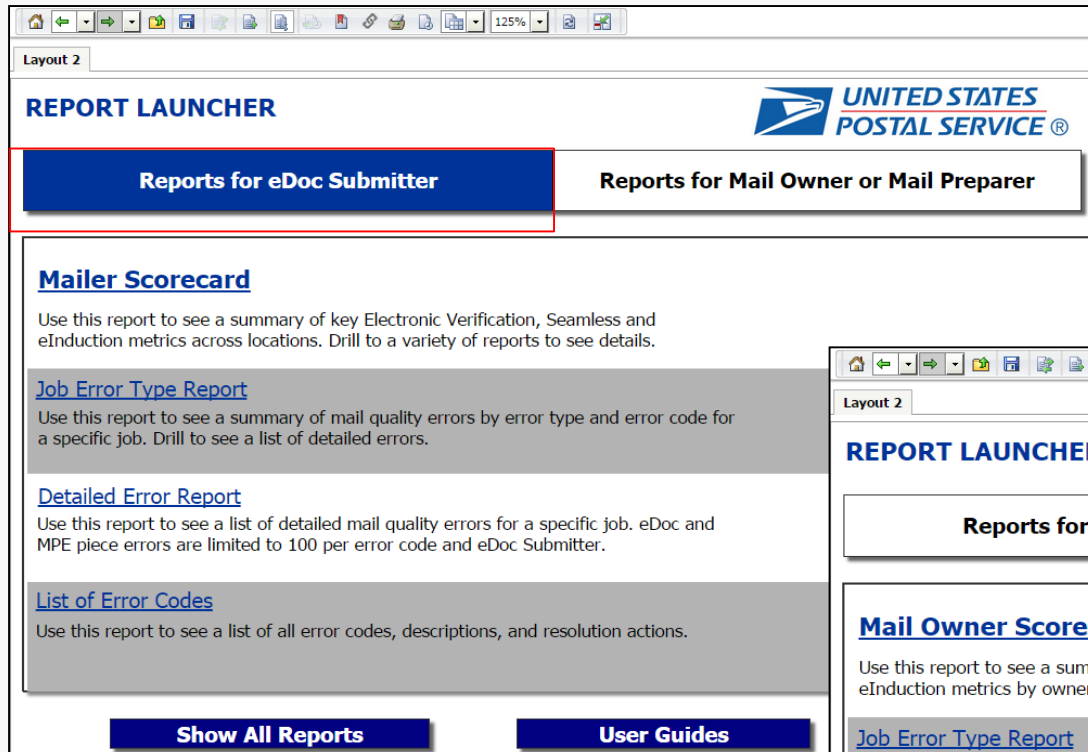 125%
Layout 2
REPORT LAUNCHER
UNITED STATES
POSTAL SERVICE ®
Reports for eDoc Submitter
Reports for Mail Owner or Mail Preparer
Mailer Scorecard
Use this report to see a summary of key Electronic Verification, Seamless and
eInduction metrics across locations. Drill to a variety of reports to see details.
Job Error Type Report
Use this report to see a summary of mail quality errors by error type and error code for
a specific job. Drill to see a list of detailed errors.
Detailed Error Report
Use this report to see a list of detailed mail quality errors for a specific job. eDoc and
MPE piece errors are limited to 100 per error code and eDoc Submitter.
List of Error Codes
Use this report to see a list of all error codes, descriptions, and resolution actions.
Show All Reports
User Guides
Layout 2
REPORT LAUNCHE
Reports for
Mail Owner Score
Use this report to see a sum
eInduction metrics by owne
Job Error Type Report